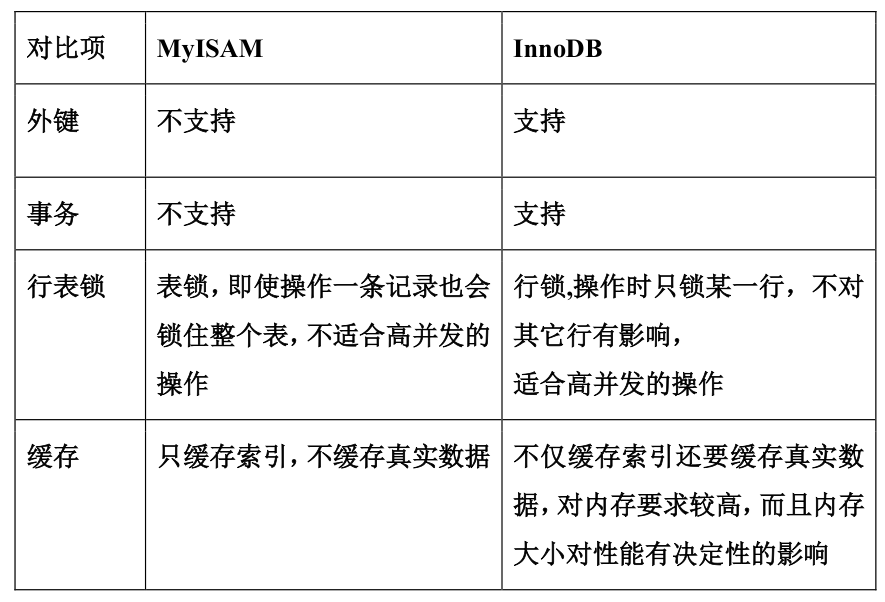 对比项 MyISAM InnoDB
外键 不支持 支持
事务 不支持 支持
行表锁 表锁，即使操作一条记录也会 行锁,操作时只锁某一行，不对
锁住整个表，不适合高并发的 其它行有影响，
操作 适合高并发的操作
缓存 只缓存索引，不缓存真实数据 不仅缓存索引还要缓存真实数
据，对内存要求较高，而且内存
大小对性能有决定性的影响